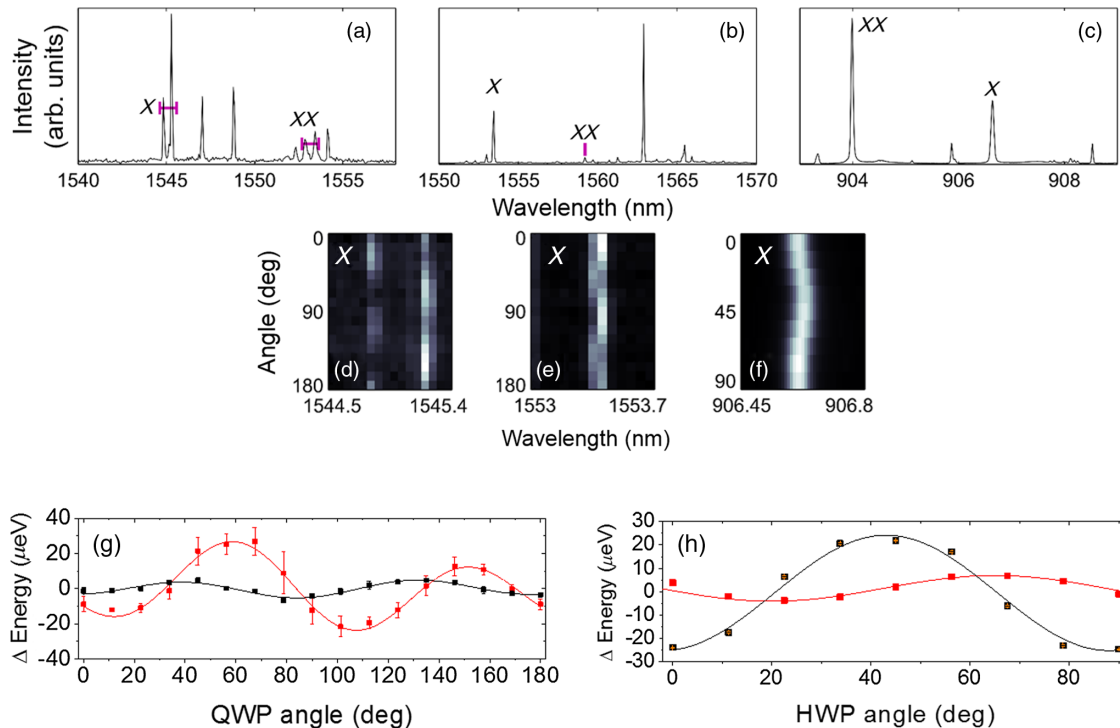 Intensity
(arb. units)
(a)
X
XX
1540
1545
1550
1555
(b)
X
XX
1550
1555
1560
1565
1570
(c)
XX
X
904
906
908
Wavelength (nm)
Angle (deg)
0
90
180
X
(d)
1544.5
1545.4
0
90
180
X
(e)
1553
1553.7
0
45
90
X
(f)
906.45
906.8
Wavelength (nm)
Δ Energy (μeV)
40
20
0
-20
-40
(g)
0 20 40 60 80 100 120 140 160 180
QWP angle (deg)
Δ Energy (μeV)
30
20
10
0
-10
-20
-30
(h)
0 20 40 60 80
HWP angle (deg)